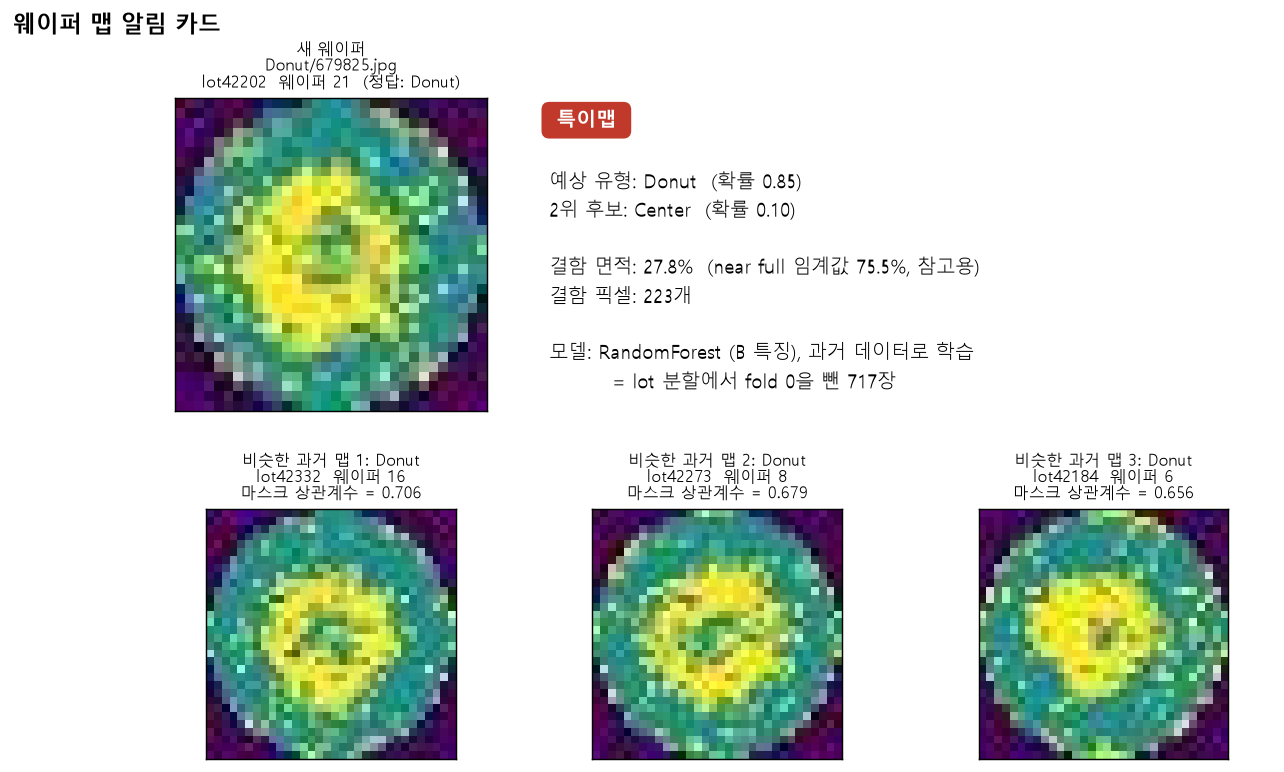 웨이퍼 맵 알림 카드
새 웨이퍼
Donut/679825.jpg
lot42202 웨이퍼 21 (정답: Donut)
특이맵
예상 유형: Donut (확률 0.85)
2위 후보: Center (확률 0.10)
결함 면적: 27.8% (near full 임계값 75.5%, 참고용)
결함 픽셀: 223개
모델: RandomForest (B 특징), 과거 데이터로 학습
= lot 분할에서 fold 0을 뺀 717장
비슷한 과거 맵 1: Donut
lot42332 웨이퍼 16
마스크 상관계수 = 0.706
비슷한 과거 맵 2: Donut
lot42273 웨이퍼 8
마스크 상관계수 = 0.679
비슷한 과거 맵 3: Donut
lot42184 웨이퍼 6
마스크 상관계수 = 0.656